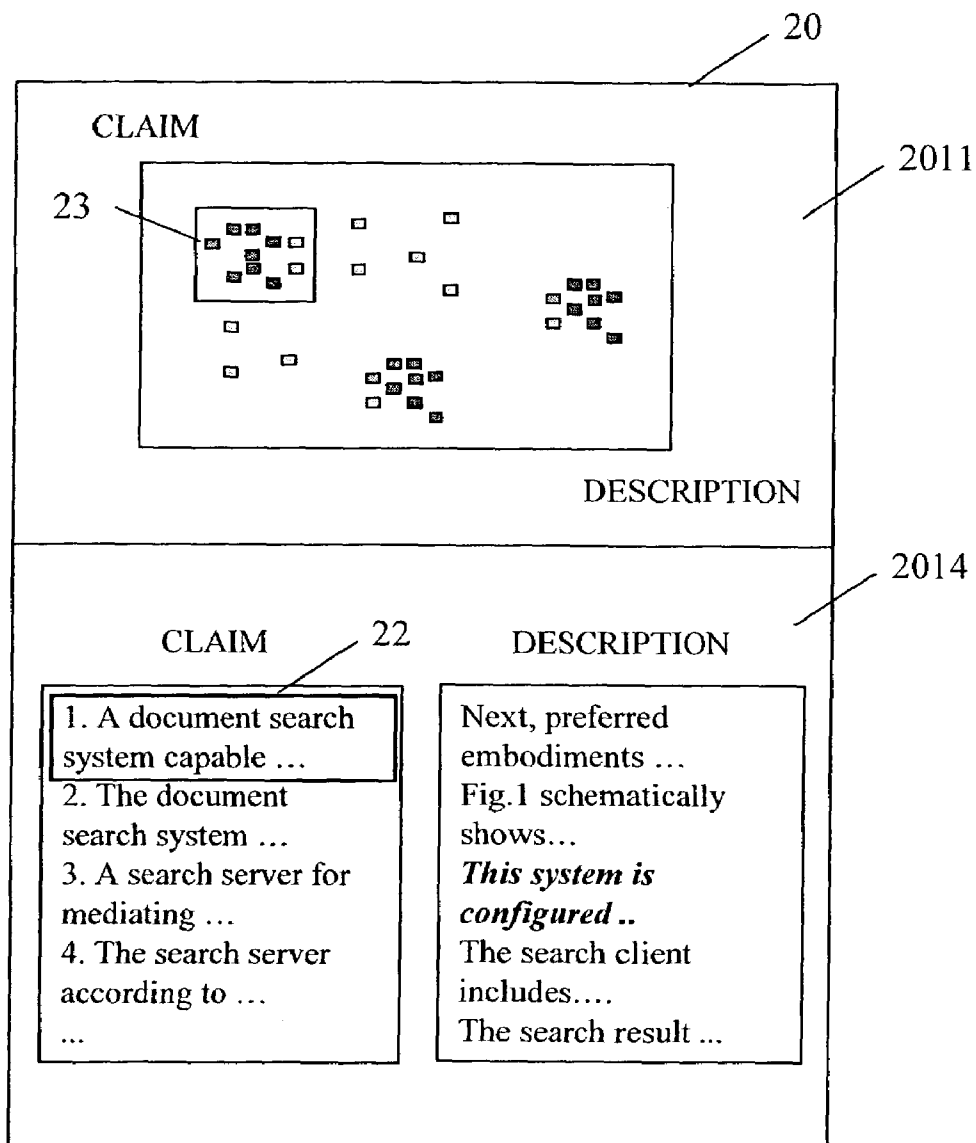 20
CLAIM
2011
23
DESCRIPTION
2014
CLAIM
22
DESCRIPTION
1. A document search
system capable ...
2. The document
search system ...
3. A search server for
mediating ...
4. The search server
according to ...
...
Next, preferred
embodiments ...
Fig.1 schematically
shows...
This system is
configured ..
The search client
includes....
The search result ...